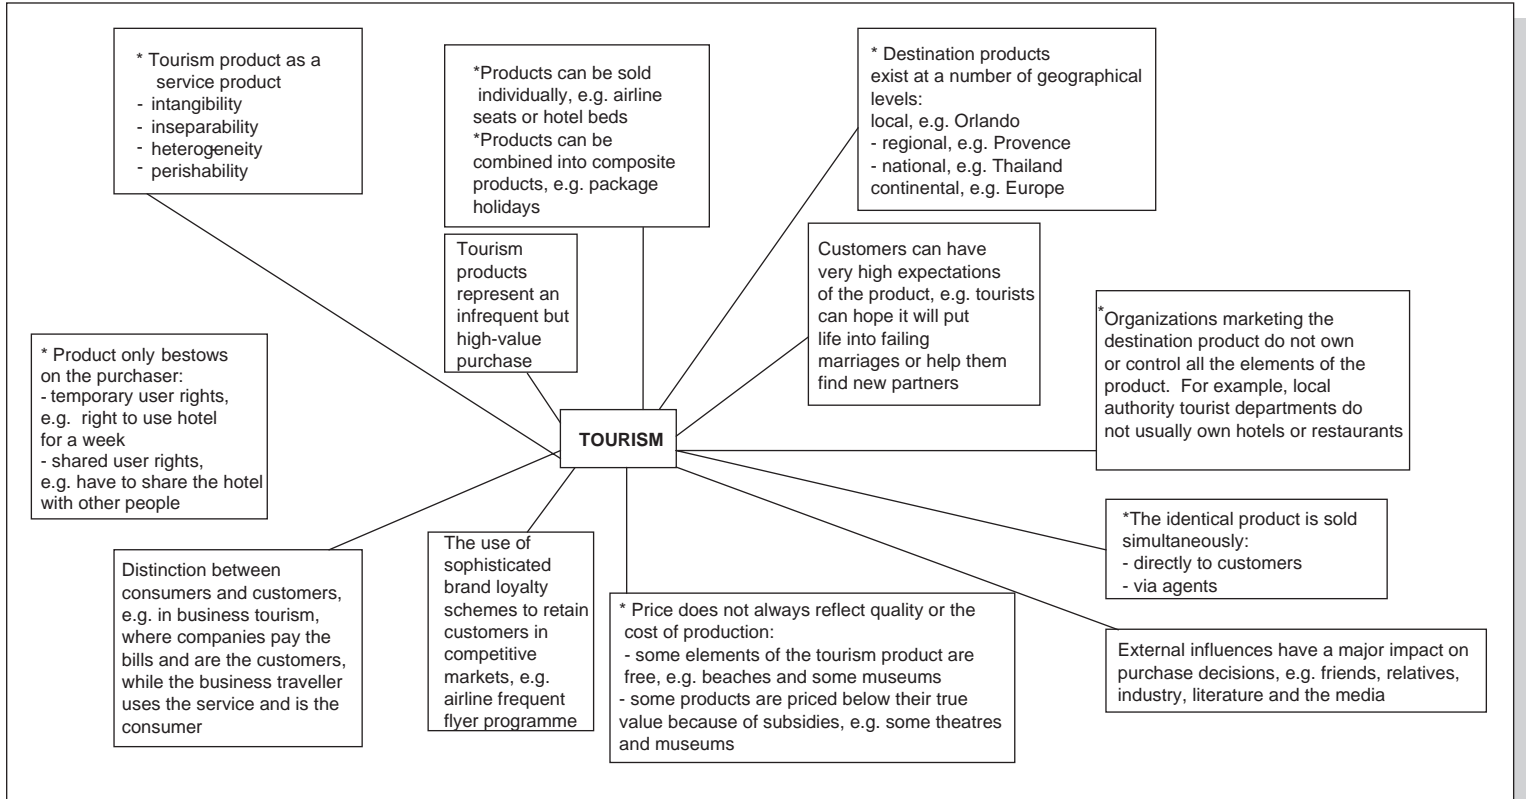 * Tourism product as a
service product
- intangibility
- inseparability
- heterogeneity
- perishability
*Products can be sold
individually, e.g. airline
seats or hotel beds
*Products can be
combined into composite
products, e.g. package
holidays
* Destination products
exist at a number of geographical
levels:
local, e.g. Orlando
- regional, e.g. Provence
- national, e.g. Thailand
continental, e.g. Europe
Tourism
products
represent an
infrequent but
high-value
purchase
Customers can have
very high expectations
of the product, e.g. tourists
can hope it will put
life into failing
marriages or help them
find new partners
*Organizations marketing the
destination product do not own
or control all the elements of the
product. For example, local
authority tourist departments do
not usually own hotels or restaurants
* Product only bestows
on the purchaser:
- temporary user rights,
e.g. right to use hotel
for a week
- shared user rights,
e.g. have to share the hotel
with other people
TOURISM
*The identical product is sold
simultaneously:
- directly to customers
- via agents
Distinction between
consumers and customers,
e.g. in business tourism,
where companies pay the
bills and are the customers,
while the business traveller
uses the service and is the
consumer
The use of
sophisticated
brand loyalty
schemes to retain
customers in
competitive
markets, e.g.
airline frequent
flyer programme
* Price does not always reflect quality or the
cost of production:
- some elements of the tourism product are
free, e.g. beaches and some museums
- some products are priced below their true
value because of subsidies, e.g. some theatres
and museums
External influences have a major impact on
purchase decisions, e.g. friends, relatives,
industry, literature and the media